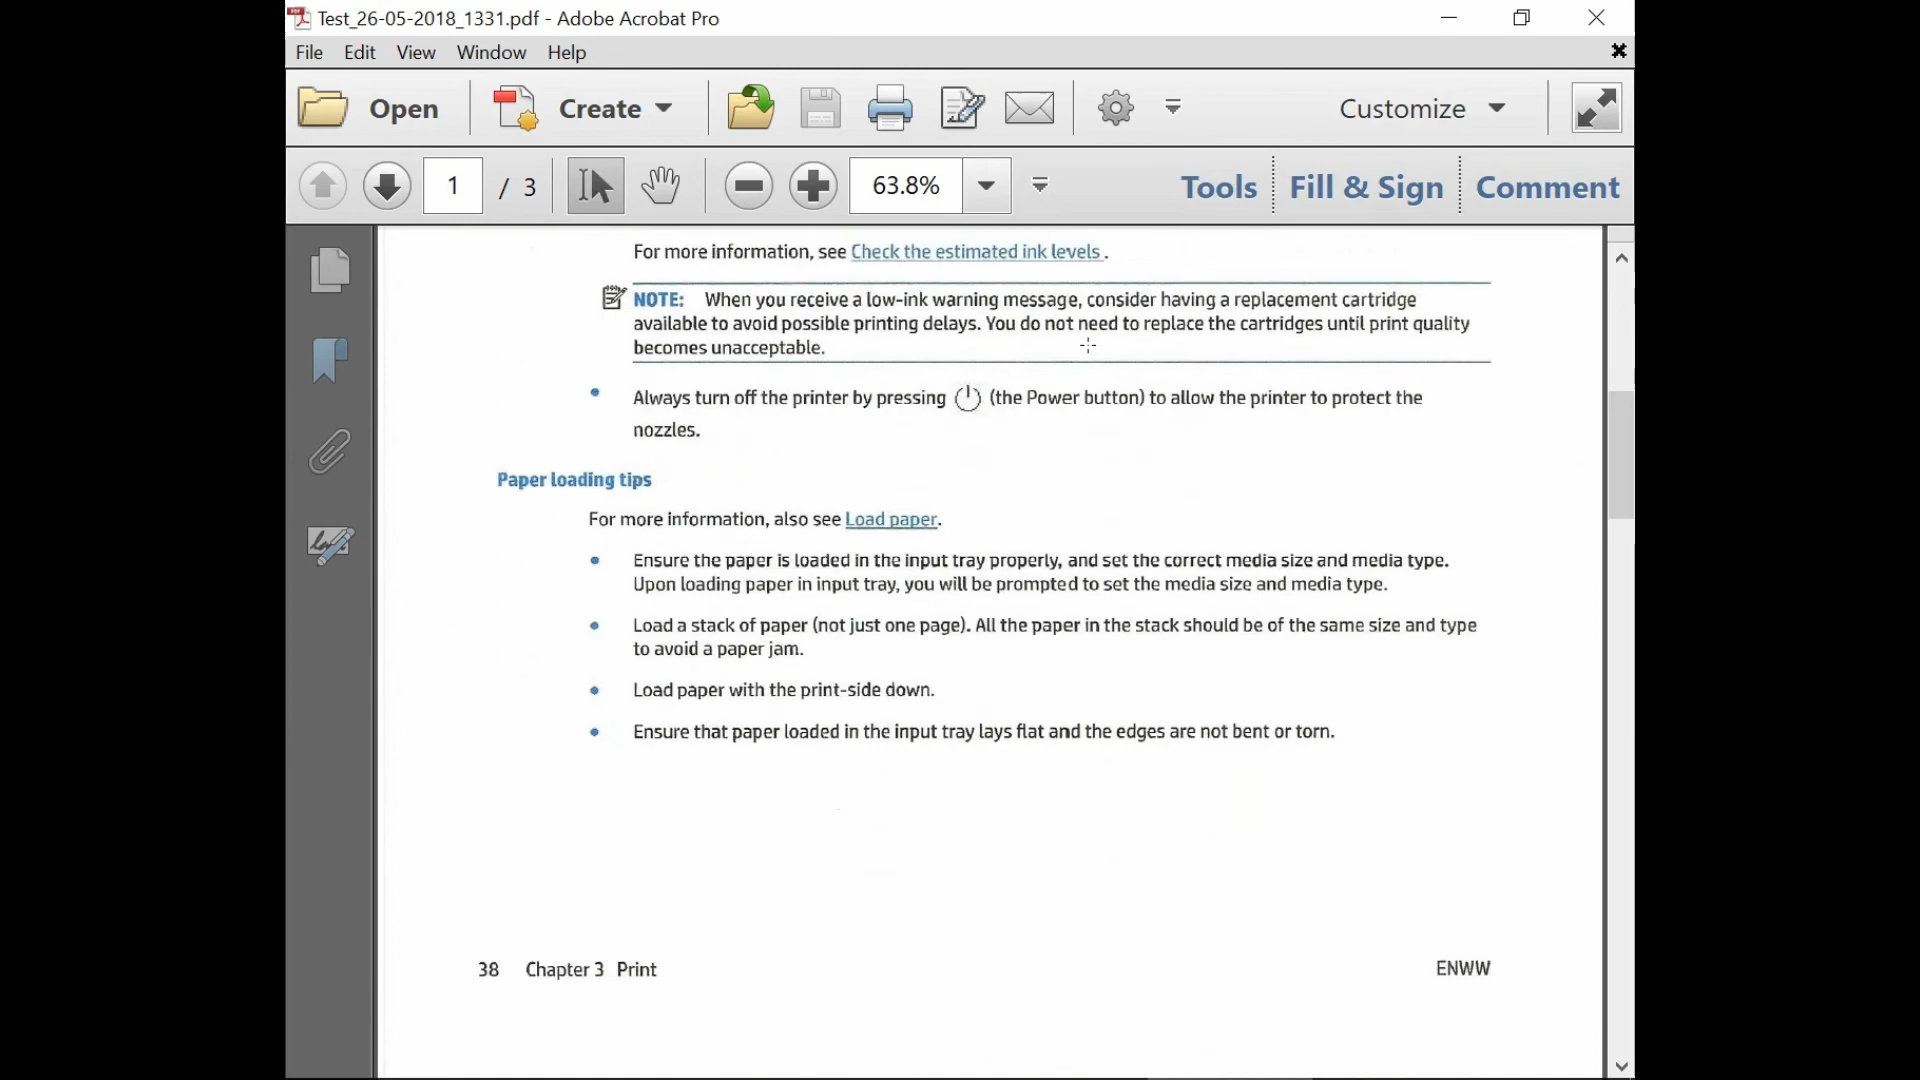 Test_26-05-2018_1331.pdf - Adobe Acrobat Pro
File Edit View Window Help
Open Create Customize
1 / 3 63.8% Tools Fill & Sign Comment
For more information, see Check the estimated ink levels .
NOTE: When you receive a low-ink warning message, consider having a replacement cartridge
available to avoid possible printing delays. You do not need to replace the cartridges until print quality
becomes unacceptable.
• Always turn off the printer by pressing (the Power button) to allow the printer to protect the
nozzles.
Paper loading tips
For more information, also see Load paper.
• Ensure the paper is loaded in the input tray properly, and set the correct media size and media type.
Upon loading paper in input tray, you will be prompted to set the media size and media type.
• Load a stack of paper (not just one page). All the paper in the stack should be of the same size and type
to avoid a paper jam.
• Load paper with the print-side down.
• Ensure that paper loaded in the input tray lays flat and the edges are not bent or torn.
38 Chapter 3 Print ENWW